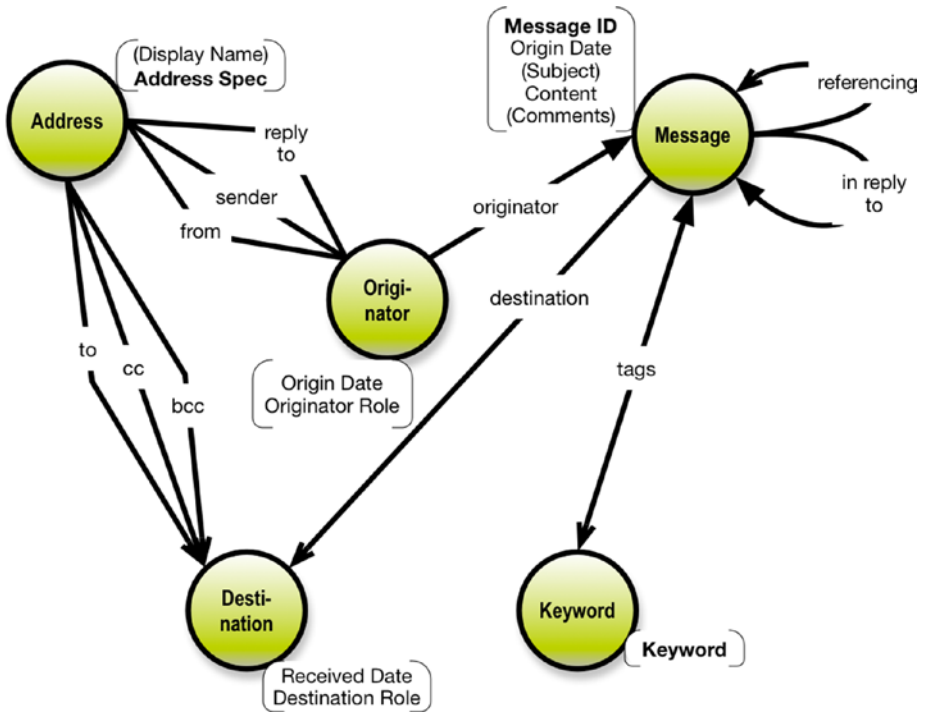 (Display Name)
Address Spec
Address
Message ID
Origin Date
(Subject)
Content
(Comments)
Message
referencing
in reply
to
reply
to
sender
from
originator
Origi-
nator
Origin Date
Originator Role
destination
to
cc
bcc
tags
Desti-
nation
Received Date
Destination Role
Keyword
Keyword